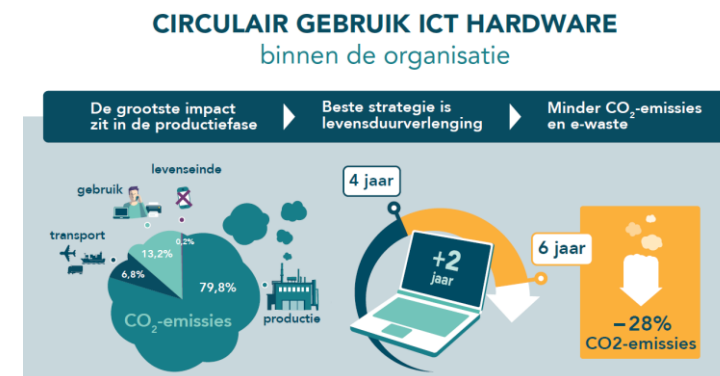 CIRCULAIR GEBRUIK ICT HARDWARE
binnen de organisatie
De grootste impact
zit in de productiefase
Beste strategie is
levensduurverlenging
Minder CO₂-emissies
en e-waste
levenseinde
gebruik
transport
0,2%
13,2%
6,8%
79,8%
CO₂-emissies
productie
4 jaar
+2
jaar
6 jaar
–28%
CO2-emissies